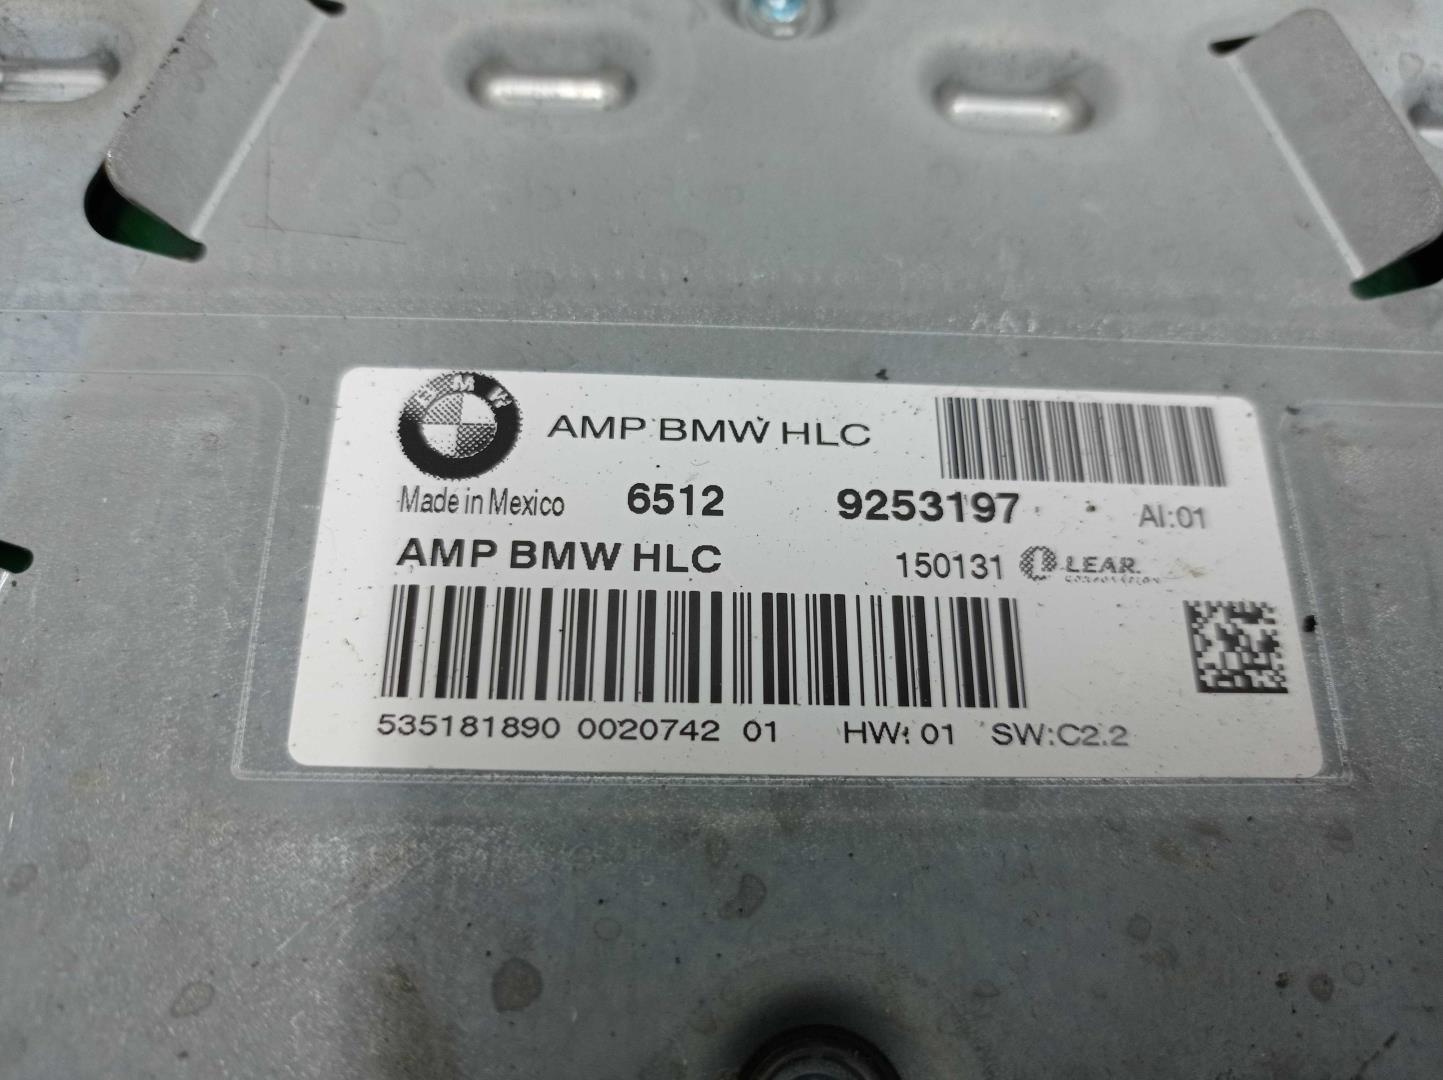 BMW
AMP BMW HLC
Made in Mexico 6512 9253197 AI:01
AMP BMW HLC 150131 LEAR.
CORPORATION
535181890 0020742 01 HW: 01 SW:C2.2